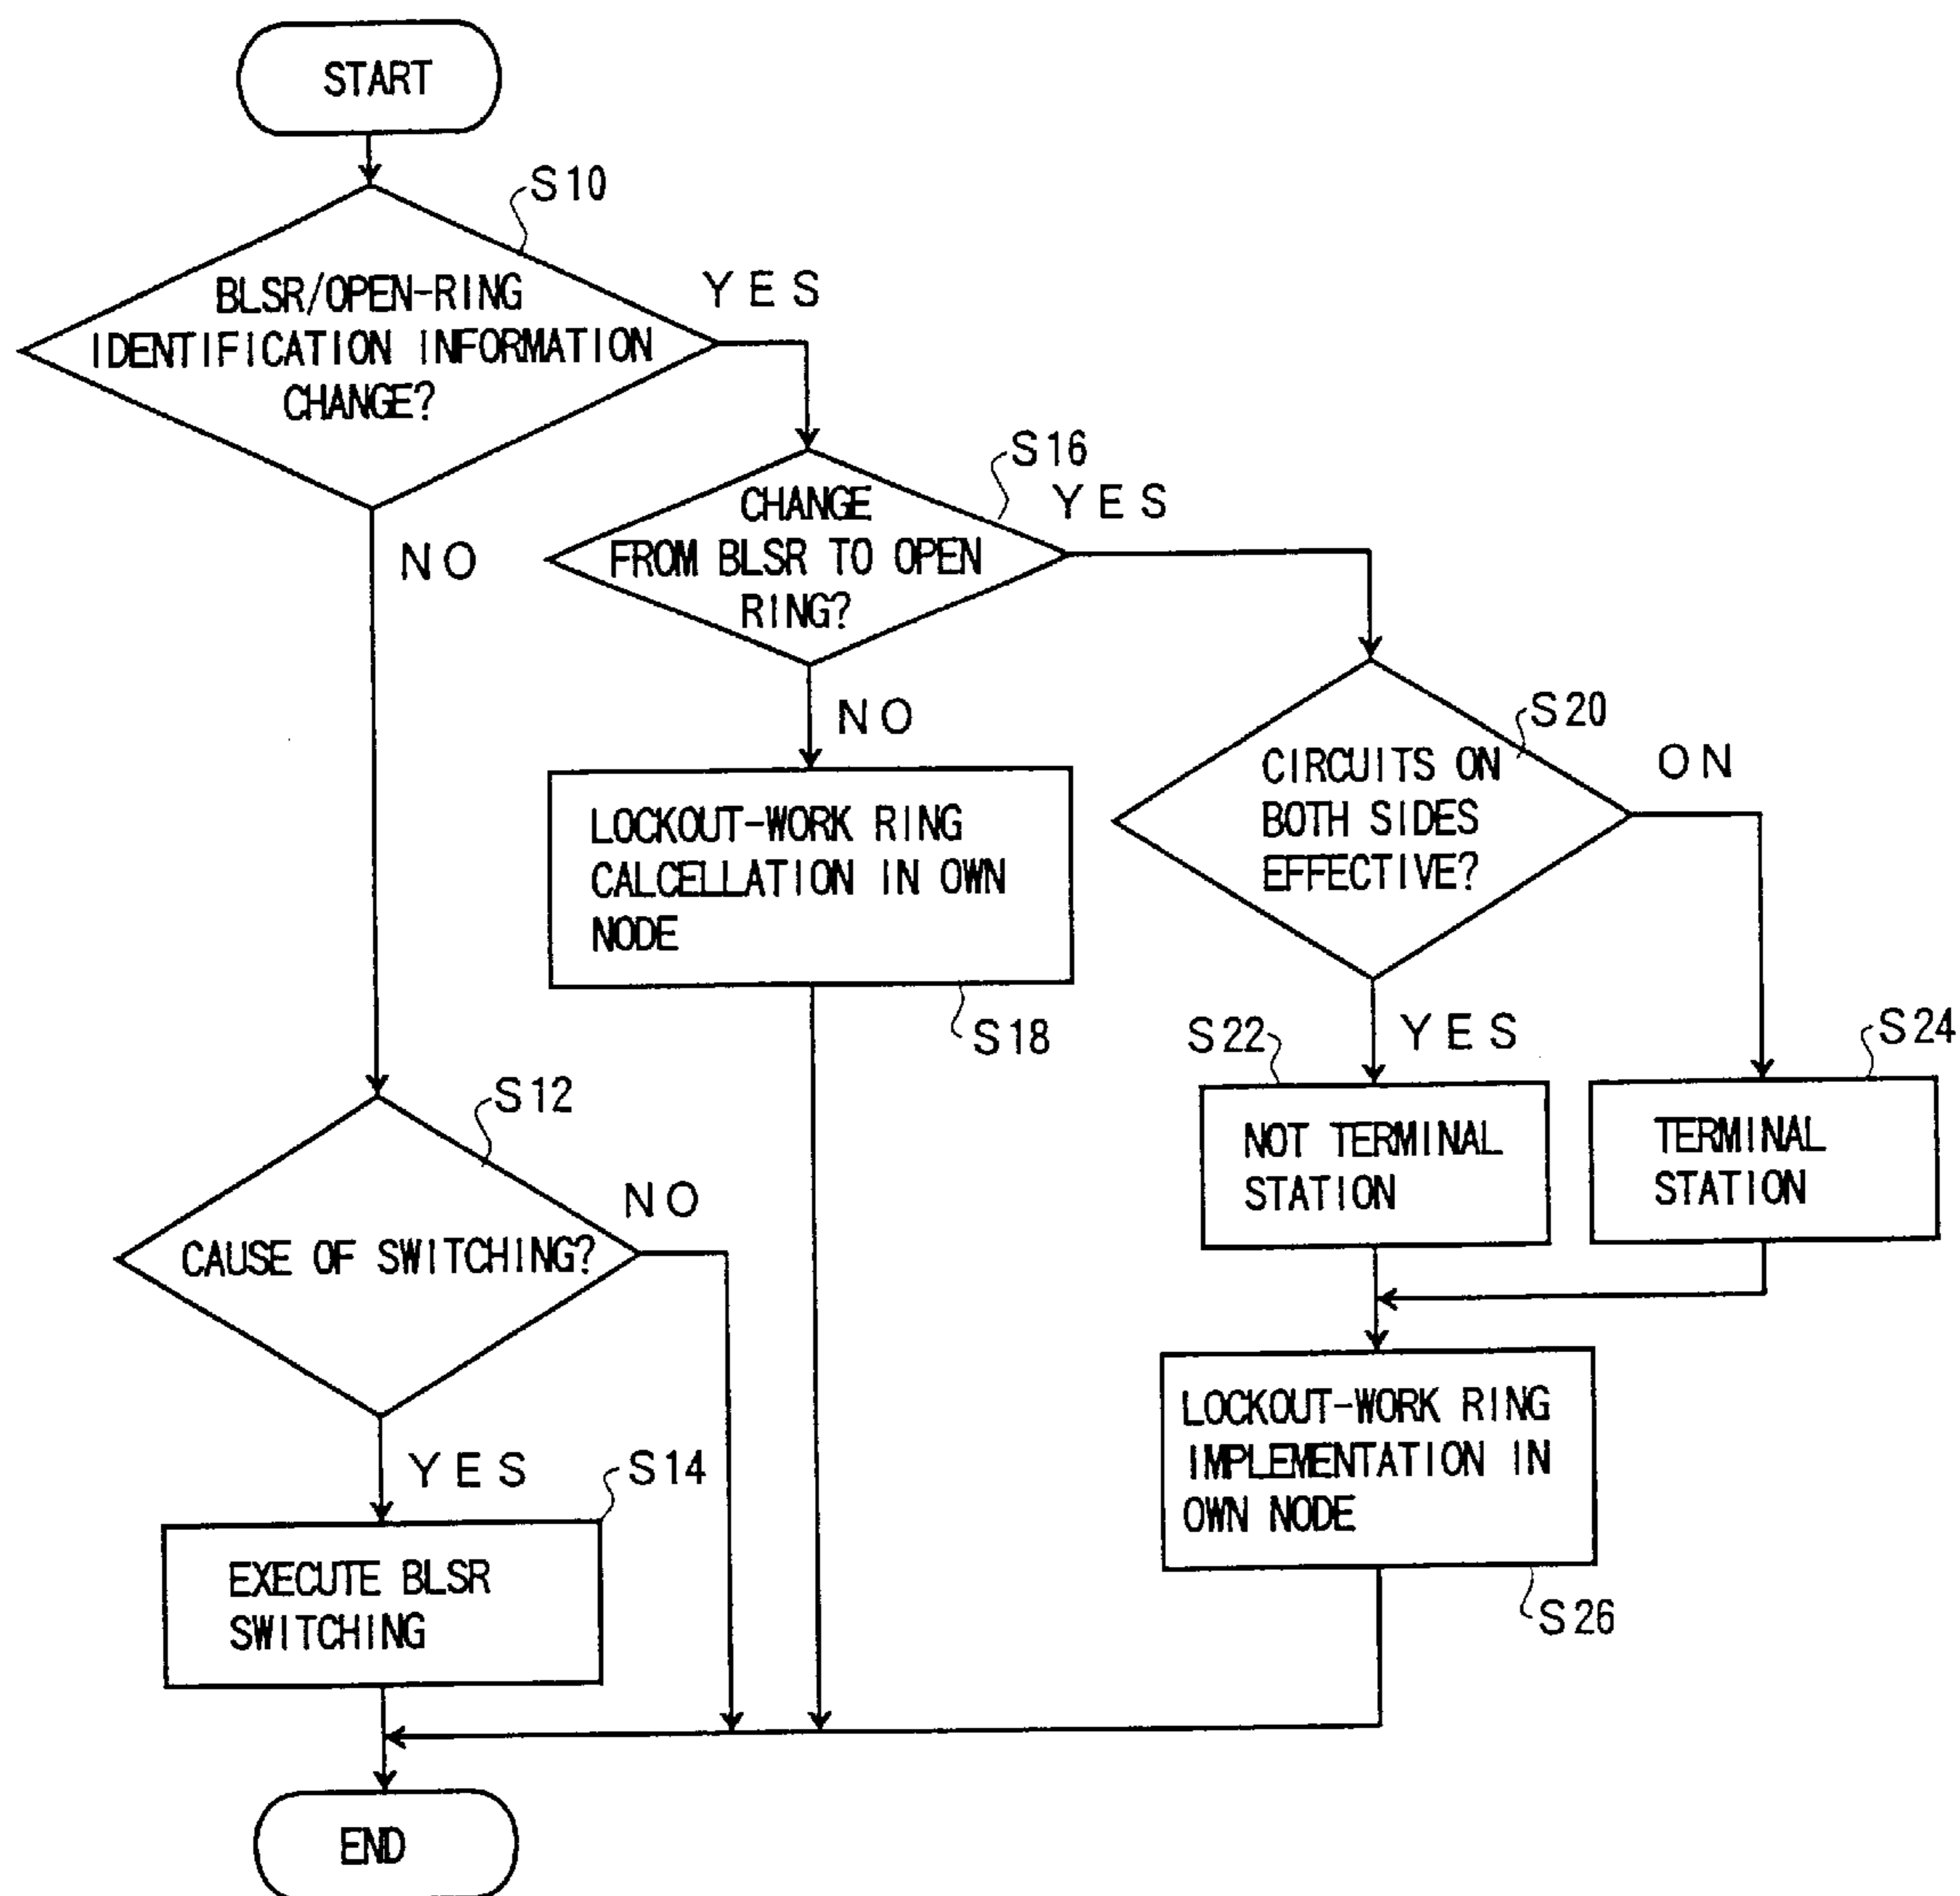 START
S10
BLSR/OPEN-RING
IDENTIFICATION INFORMATION
CHANGE?
YES
NO
S16
CHANGE
FROM BLSR TO OPEN
RING?
YES
NO
LOCKOUT-WORK RING
CALCELLATION IN OWN
NODE
S18
S20
CIRCUITS ON
BOTH SIDES
EFFECTIVE?
ON
YES
S22
NOT TERMINAL
STATION
S24
TERMINAL
STATION
S12
CAUSE OF SWITCHING?
NO
YES
S14
EXECUTE BLSR
SWITCHING
LOCKOUT-WORK RING
IMPLEMENTATION IN
OWN NODE
S26
END